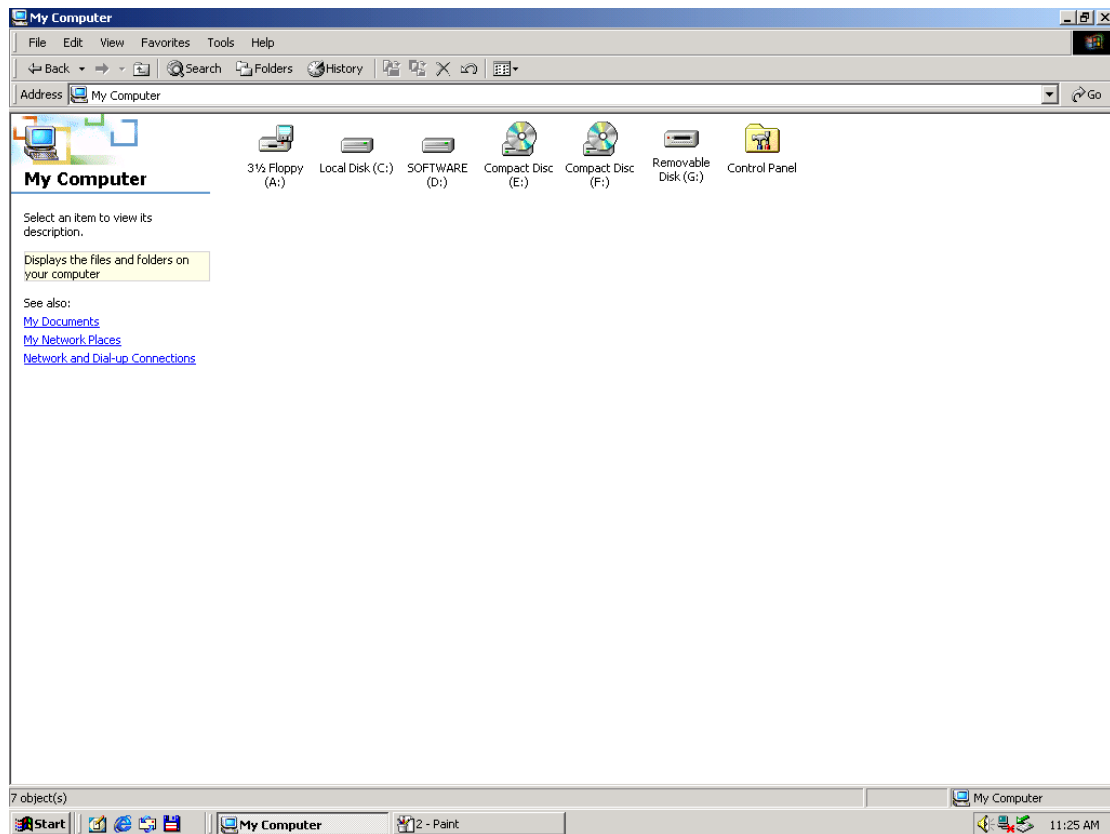 My Computer
File Edit View Favorites Tools Help
Back Search Folders History
Address My Computer Go
My Computer
Select an item to view its
description.
Displays the files and folders on
your computer
See also:
My Documents
My Network Places
Network and Dial-up Connections
3½ Floppy
(A:)
Local Disk (C:)
SOFTWARE
(D:)
Compact Disc
(E:)
Compact Disc
(F:)
Removable
Disk (G:)
Control Panel
7 object(s) My Computer
Start My Computer 2 - Paint 11:25 AM